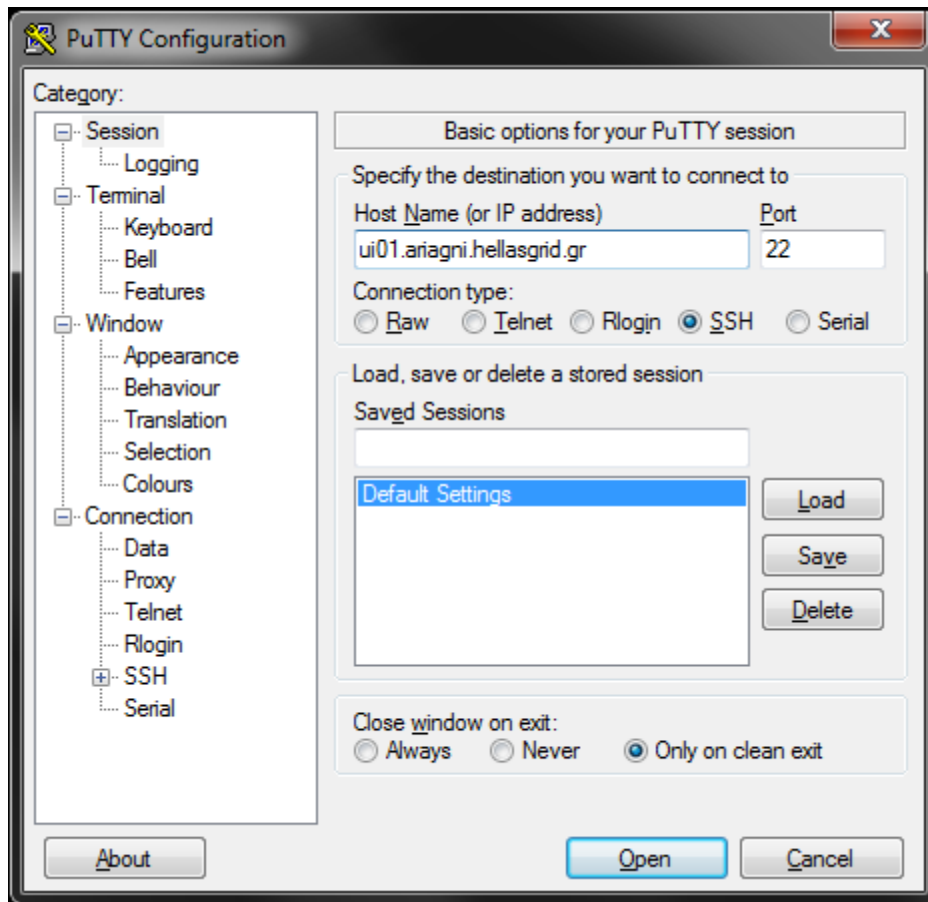 PuTTY Configuration
Category:
Session
Logging
Terminal
Keyboard
Bell
Features
Window
Appearance
Behaviour
Translation
Selection
Colours
Connection
Data
Proxy
Telnet
Rlogin
SSH
Serial
Basic options for your PuTTY session
Specify the destination you want to connect to
Host Name (or IP address) Port
ui01.ariagni.hellasgrid.gr 22
Connection type:
Raw Telnet Rlogin SSH Serial
Load, save or delete a stored session
Saved Sessions
Default Settings
Load
Save
Delete
Close window on exit:
Always Never Only on clean exit
About Open Cancel